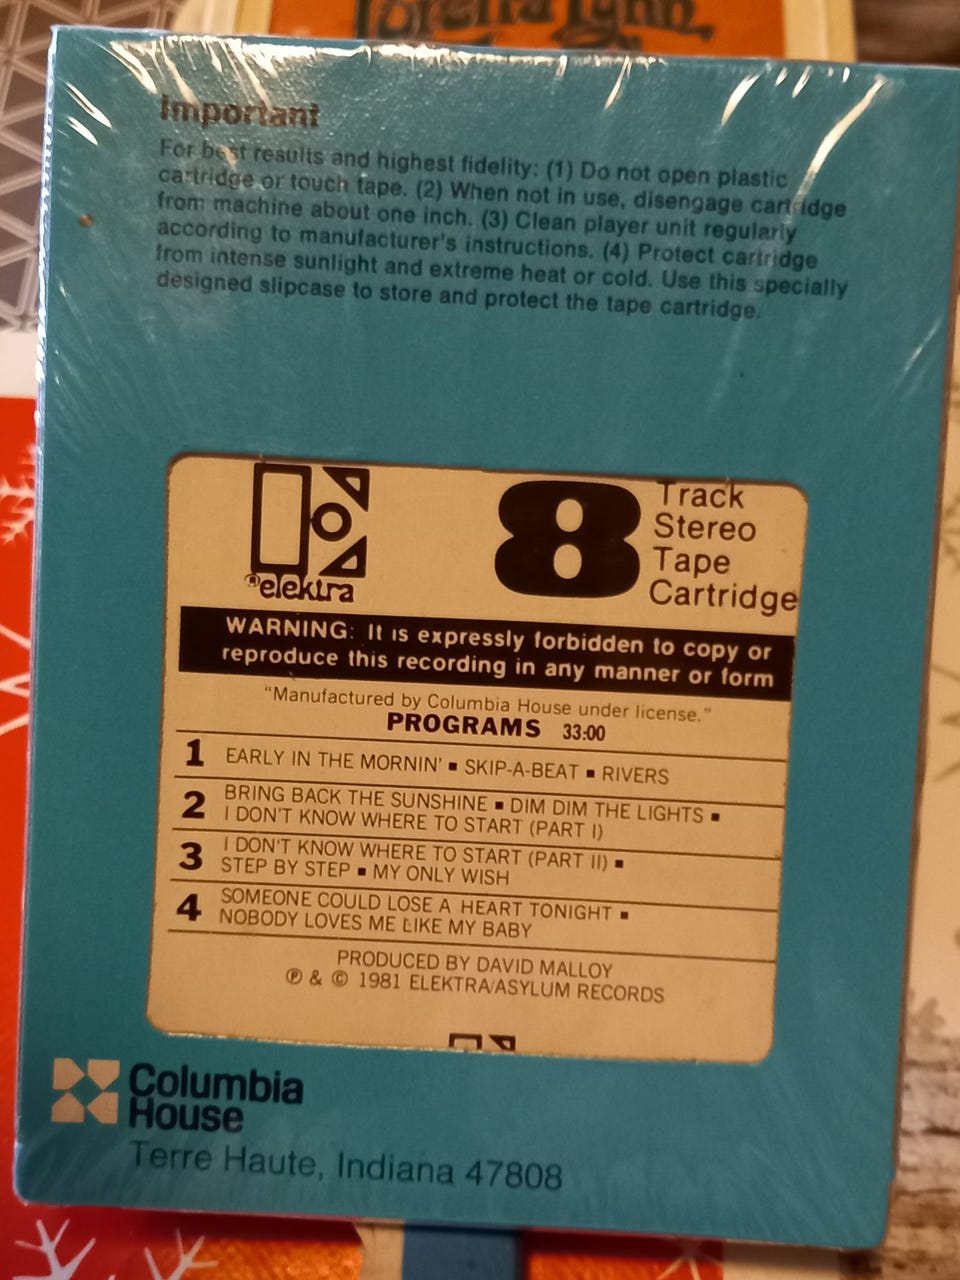 Loretta Lynn
Important
For best results and highest fidelity: (1) Do not open plastic
cartridge or touch tape. (2) When not in use, disengage cartridge
from machine about one inch. (3) Clean player unit regularly
according to manufacturer's instructions. (4) Protect cartridge
from intense sunlight and extreme heat or cold. Use this specially
designed slipcase to store and protect the tape cartridge.
® elektra
8 Track
Stereo
Tape
Cartridge
WARNING: It is expressly forbidden to copy or
reproduce this recording in any manner or form
"Manufactured by Columbia House under license."
PROGRAMS 33:00
1 EARLY IN THE MORNIN' ▪ SKIP-A-BEAT ▪ RIVERS
2 BRING BACK THE SUNSHINE ▪ DIM DIM THE LIGHTS ▪
I DON'T KNOW WHERE TO START (PART I)
3 I DON'T KNOW WHERE TO START (PART II) ▪
STEP BY STEP ▪ MY ONLY WISH
4 SOMEONE COULD LOSE A HEART TONIGHT ▪
NOBODY LOVES ME LIKE MY BABY
PRODUCED BY DAVID MALLOY
℗ & © 1981 ELEKTRA/ASYLUM RECORDS
Columbia
House
Terre Haute, Indiana 47808